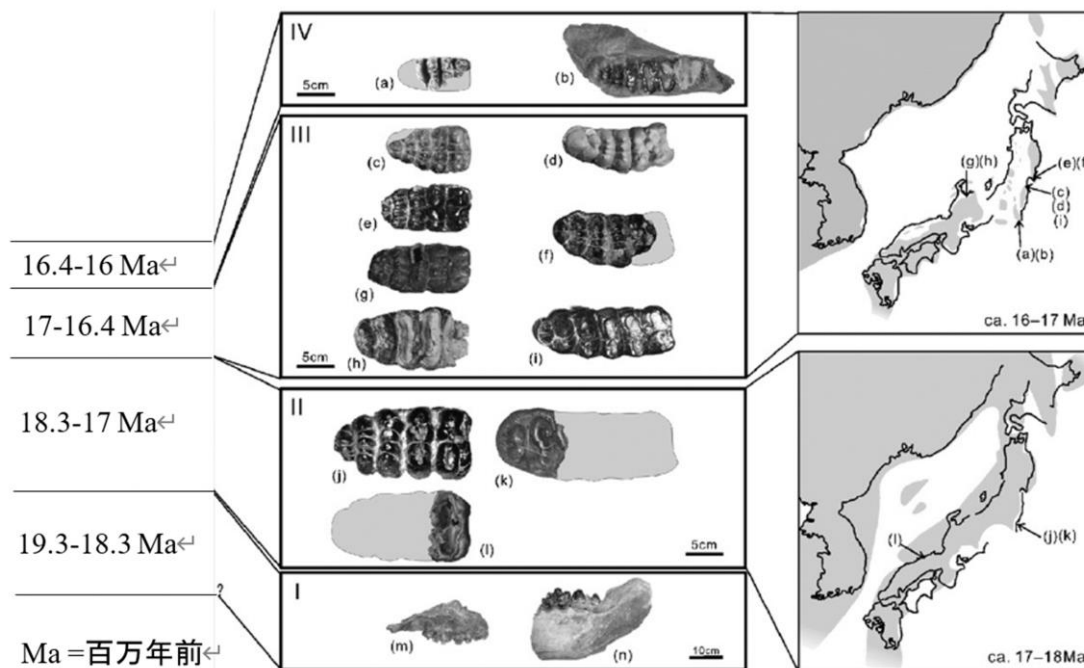 16.4-16 Ma↵
17-16.4 Ma↵
18.3-17 Ma↵
19.3-18.3 Ma↵
?
Ma =百万年前↵
IV
(a)
(b)
5cm
III
(c)
(d)
(e)
(f)
(g)
(h)
(i)
5cm
II
(j)
(k)
(l)
5cm
I
(m)
(n)
10cm
(g)(h)
(e)(f
(c)
(d)
(i)
(a)(b)
ca. 16–17 Ma
(l)
(j)(k)
ca. 17–18Ma